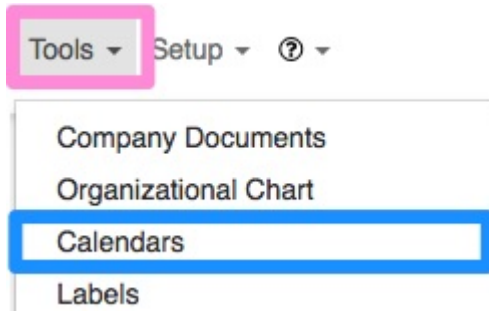 Tools Setup ?
Company Documents
Organizational Chart
Calendars
Labels